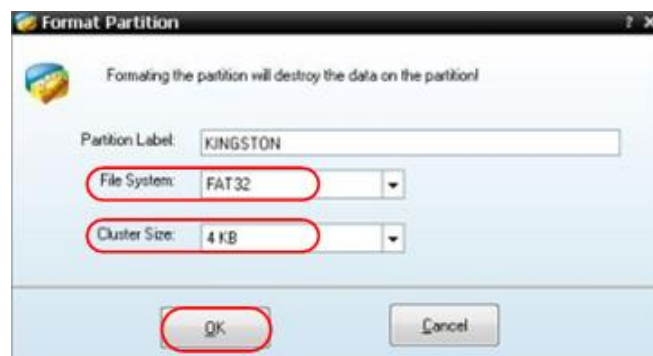 Format Partition
Formating the partition will destroy the data on the partition!
Partition Label: KINGSTON
File System: FAT32
Cluster Size: 4 KB
OK Cancel